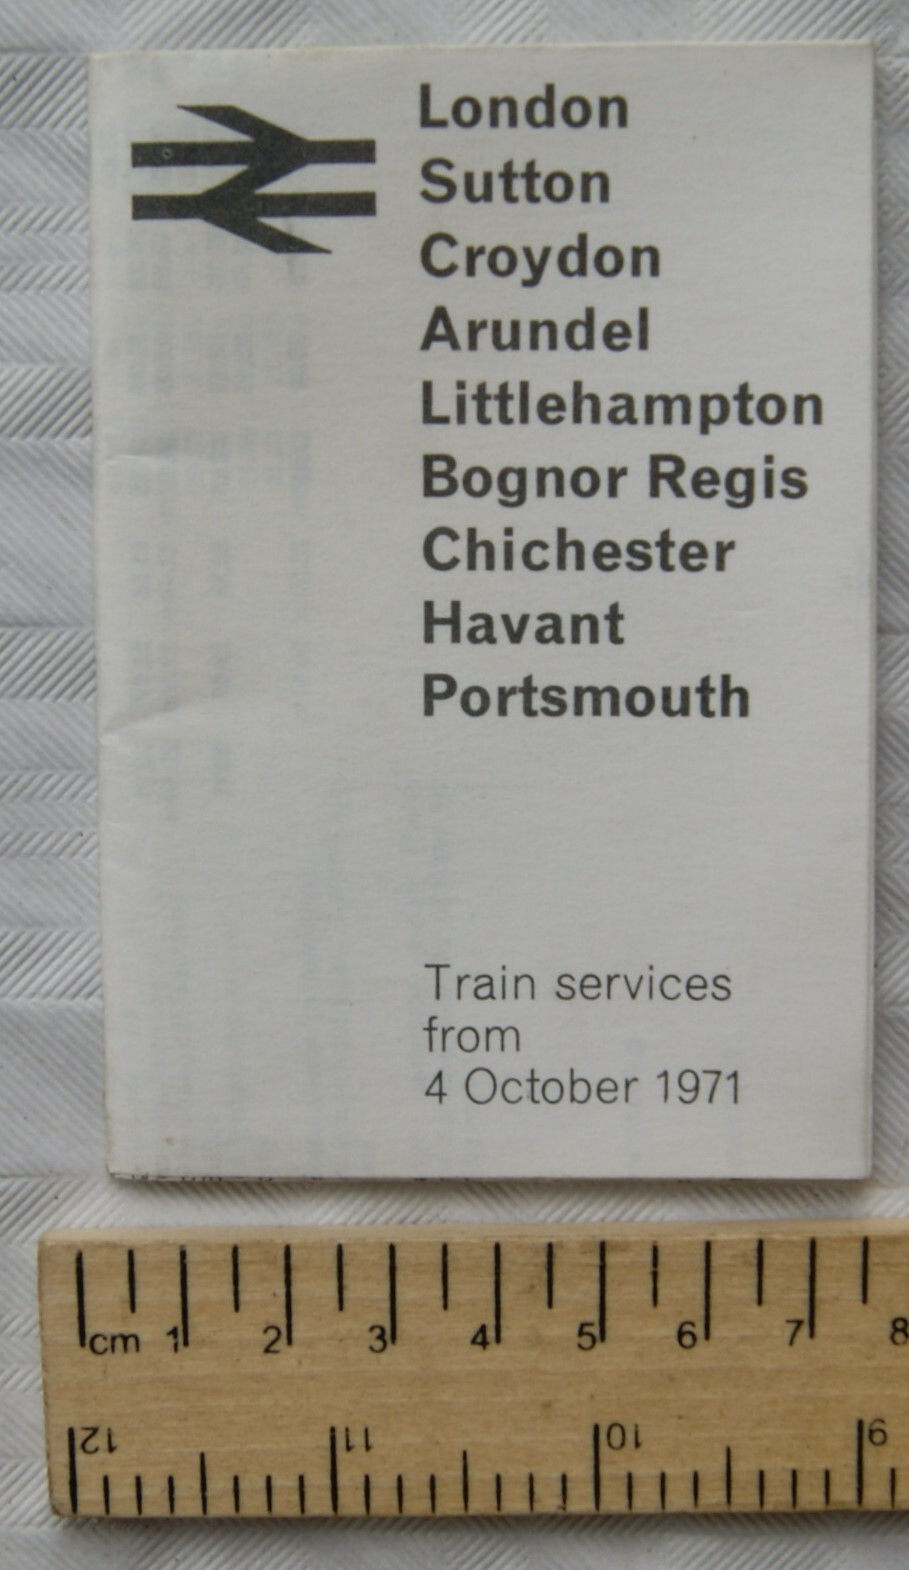 London
Sutton
Croydon
Arundel
Littlehampton
Bognor Regis
Chichester
Havant
Portsmouth
Train services
from
4 October 1971
cm 1 2 3 4 5 6 7 8
12 11 10 9